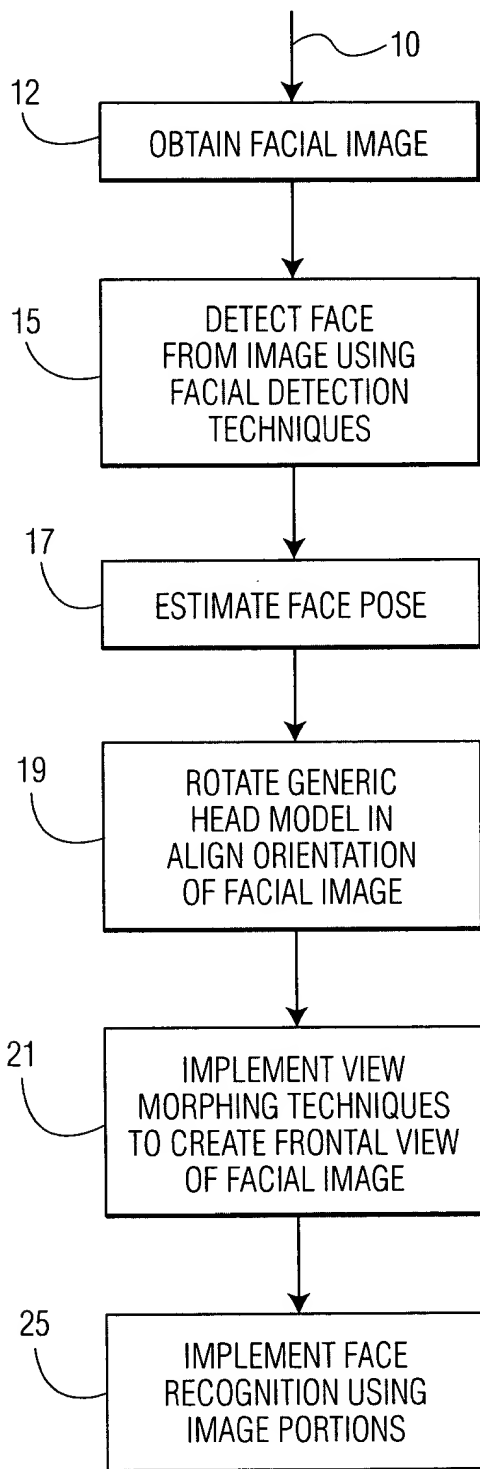 10
12
OBTAIN FACIAL IMAGE
15
DETECT FACE
FROM IMAGE USING
FACIAL DETECTION
TECHNIQUES
17
ESTIMATE FACE POSE
19
ROTATE GENERIC
HEAD MODEL IN
ALIGN ORIENTATION
OF FACIAL IMAGE
21
IMPLEMENT VIEW
MORPHING TECHNIQUES
TO CREATE FRONTAL VIEW
OF FACIAL IMAGE
25
IMPLEMENT FACE
RECOGNITION USING
IMAGE PORTIONS